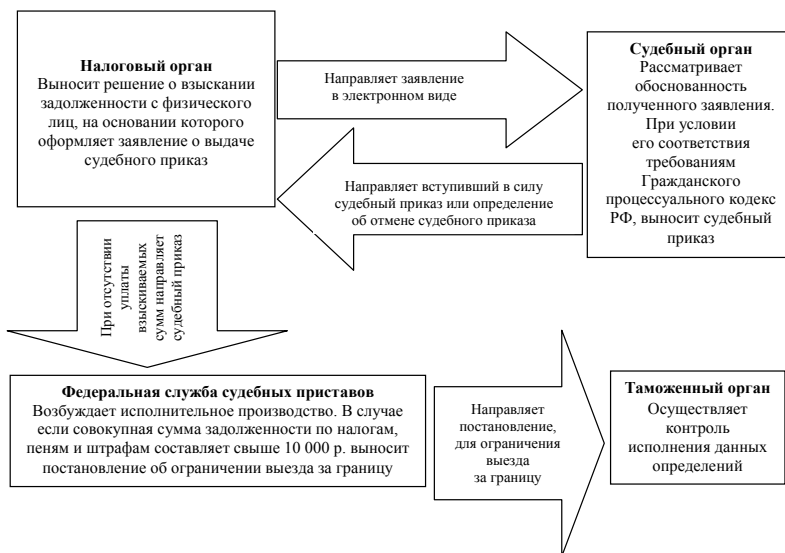 Налоговый орган
Выносит решение о взыскании
задолженности с физического
лиц, на основании которого
оформляет заявление о выдаче
судебного приказ
Направляет заявление
в электронном виде
Судебный орган
Рассматривает
обоснованность
полученного заявления.
При условии
его соответствия
требованиям
Гражданского
процессуального кодекс
РФ, выносит судебный
приказ
Направляет вступивший в силу
судебный приказ или определение
об отмене судебного приказа
При отсутствии
уплаты
взыскиваемых
сумм направляет
судебный приказ
Федеральная служба судебных приставов
Возбуждает исполнительное производство. В случае
если совокупная сумма задолженности по налогам,
пеням и штрафам составляет свыше 10 000 р. выносит
постановление об ограничении выезда за границу
Направляет
постановление,
для ограничения
выезда
за границу
Таможенный орган
Осуществляет
контроль
исполнения данных
определений